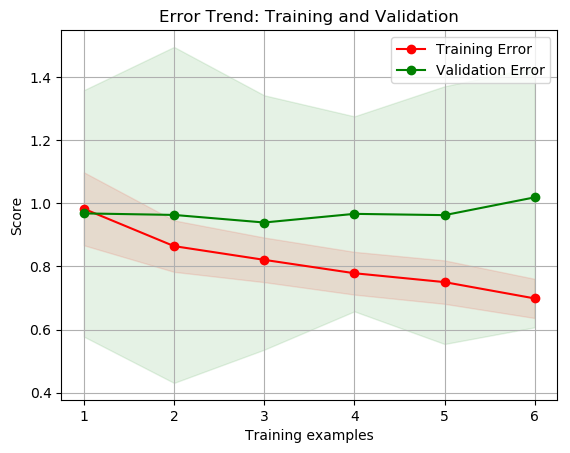 Error Trend: Training and Validation
Training Error
Validation Error
Score
1.4
1.2
1.0
0.8
0.6
0.4
1 2 3 4 5 6
Training examples